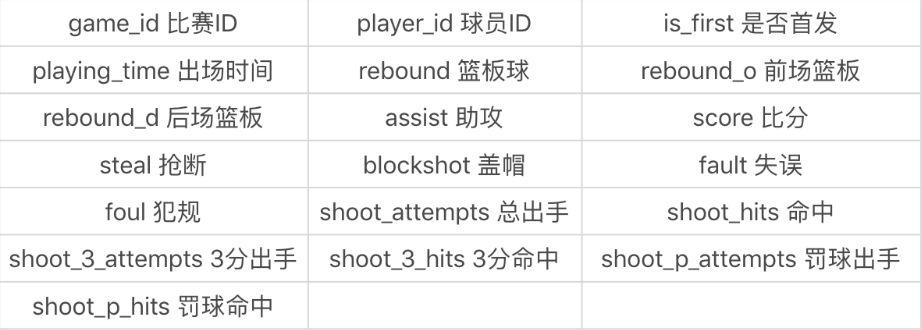 game_id 比赛ID
player_id 球员ID
is_first 是否首发
playing_time 出场时间
rebound 篮板球
rebound_o 前场篮板
rebound_d 后场篮板
assist 助攻
score 比分
steal 抢断
blockshot 盖帽
fault 失误
foul 犯规
shoot_attempts 总出手
shoot_hits 命中
shoot_3_attempts 3分出手
shoot_3_hits 3分命中
shoot_p_attempts 罚球出手
shoot_p_hits 罚球命中